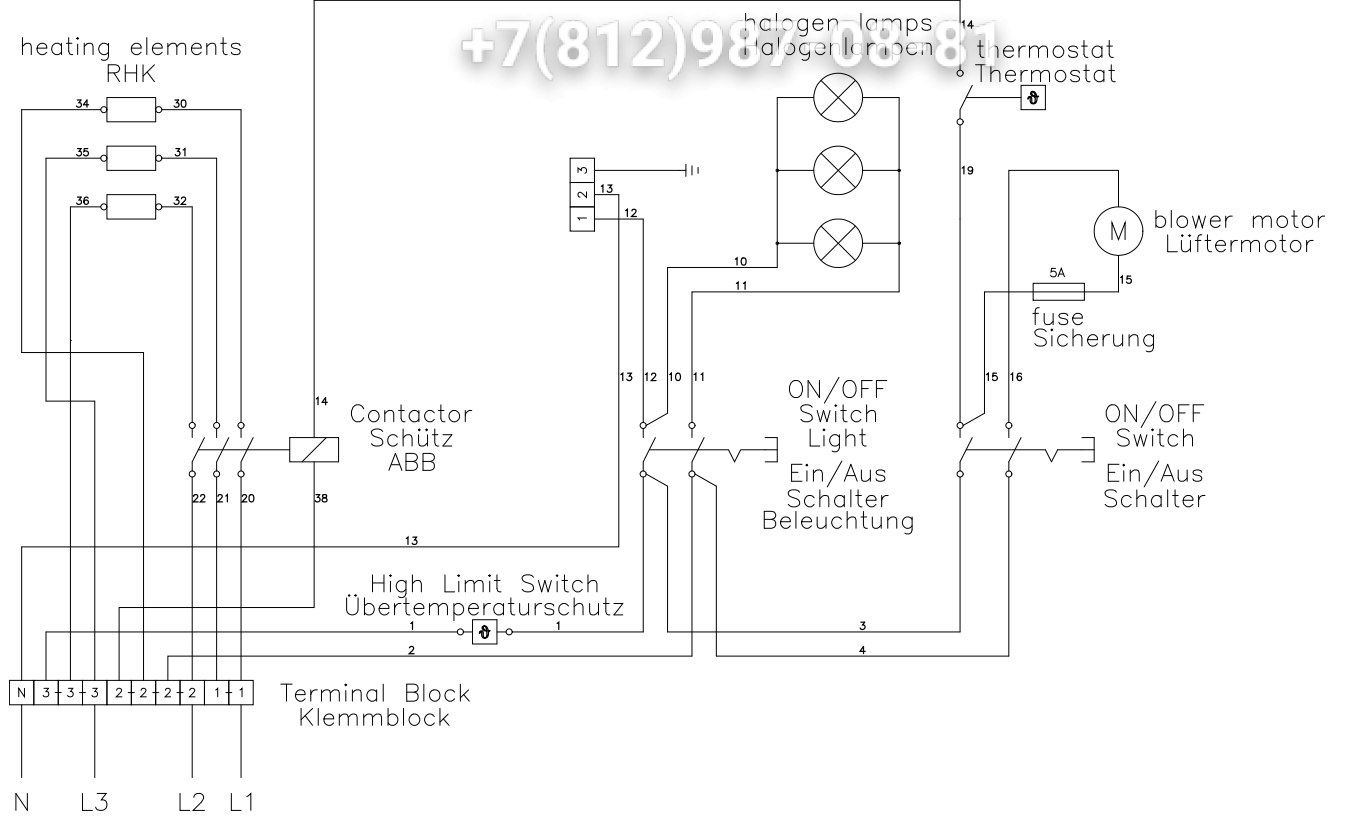 +7(812)987-08-81
halogen lamps
Halogenlampen
14
thermostat
Thermostat
ϑ
heating elements
RHK
34
30
35
31
36
32
3
2
1
13
12
10
11
19
M
blower motor
Lüftermotor
15
5A
fuse
Sicherung
13
12
10
11
15
16
14
Contactor
Schütz
ABB
22
21
20
38
ON/OFF
Switch
Light
Ein/Aus
Schalter
Beleuchtung
ON/OFF
Switch
Ein/Aus
Schalter
13
High Limit Switch
Übertemperaturschutz
1
ϑ
1
3
2
4
N 3 3 3 2 2 2 2 1 1
Terminal Block
Klemmblock
N L3 L2 L1